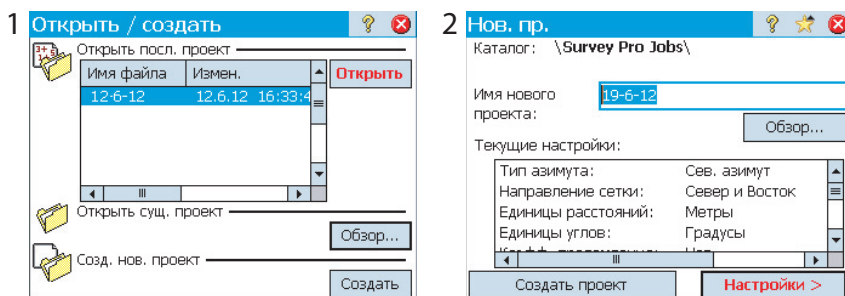 1 Открыть / создать
Открыть посл. проект
Имя файла Измен.
Открыть
12-6-12 12.6.12 16:33:4
Открыть сущ. проект
Обзор...
Созд. нов. проект
Создать
2 Нов. пр.
Каталог: \Survey Pro Jobs\
Имя нового проекта:
19-6-12
Обзор...
Текущие настройки:
Тип азимута: Сев. азимут
Направление сетки: Север и Восток
Единицы расстояний: Метры
Единицы углов: Градусы
Создать проект
Настройки >